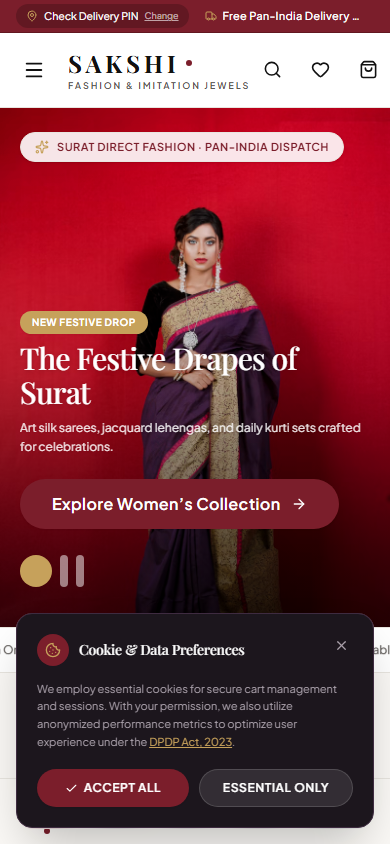 Check Delivery PIN Change
Free Pan-India Delivery ...
SAKSHI
FASHION & IMITATION JEWELS
SURAT DIRECT FASHION · PAN-INDIA DISPATCH
NEW FESTIVE DROP
The Festive Drapes of
Surat
Art silk sarees, jacquard lehengas, and daily kurti sets crafted
for celebrations.
Explore Women’s Collection
Cookie & Data Preferences
We employ essential cookies for secure cart management
and sessions. With your permission, we also utilize
anonymized performance metrics to optimize user
experience under the DPDP Act, 2023.
ACCEPT ALL
ESSENTIAL ONLY